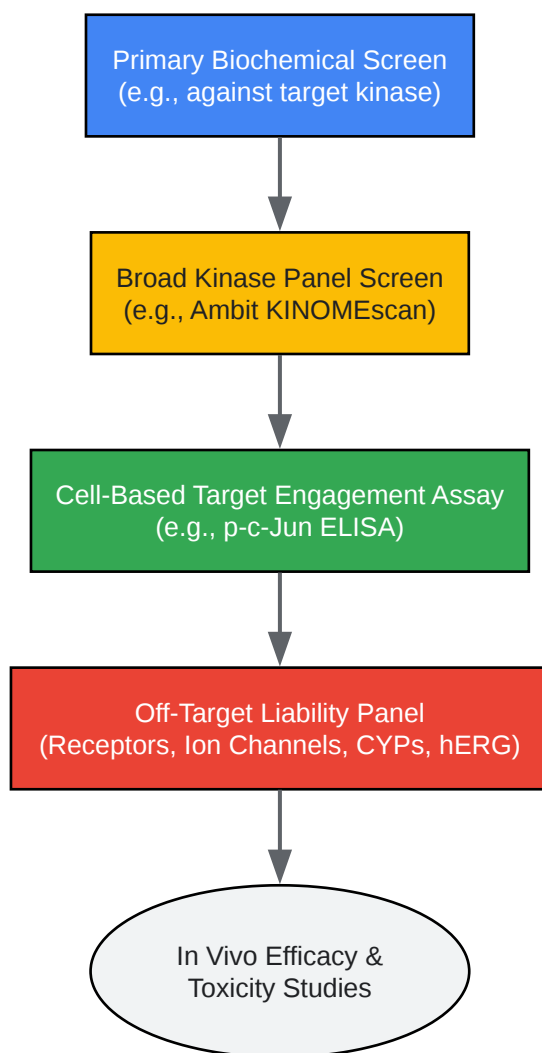 Primary Biochemical Screen
(e.g., against target kinase)
Broad Kinase Panel Screen
(e.g., Ambit KINOMEscan)
Cell-Based Target Engagement Assay
(e.g., p-c-Jun ELISA)
Off-Target Liability Panel
(Receptors, Ion Channels, CYPs, hERG)
In Vivo Efficacy &
Toxicity Studies